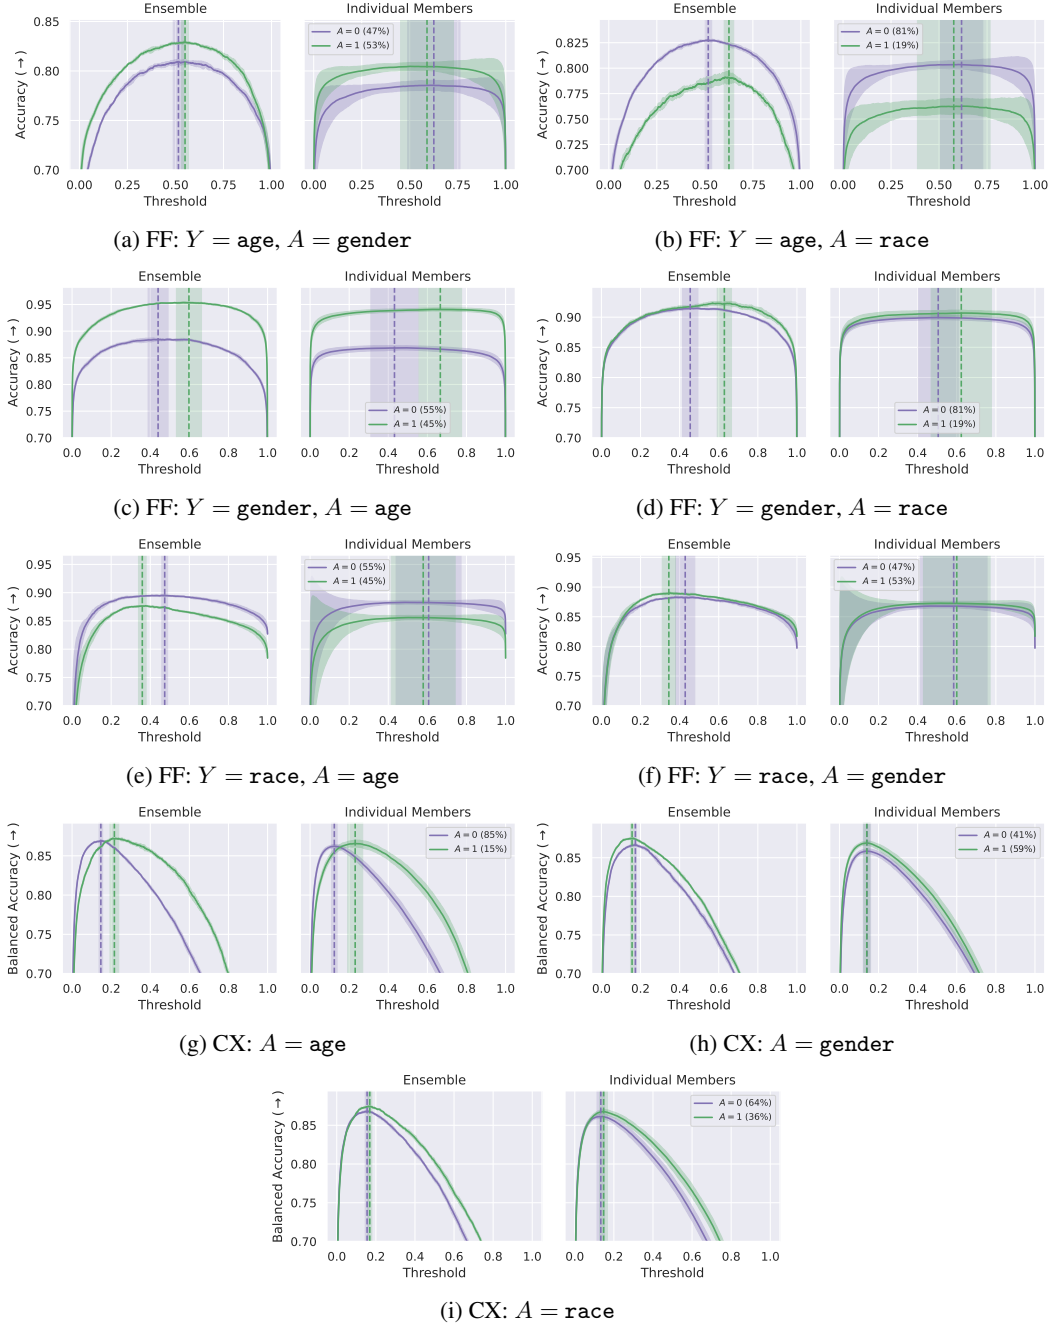 Ensemble Individual Members
Accuracy (→)
0.85
0.80
0.75
0.70
A = 0 (47%)
A = 1 (53%)
0.00 0.25 0.50 0.75 1.00 0.00 0.25 0.50 0.75 1.00
Threshold Threshold
(a) FF: Y = age, A = gender
Ensemble Individual Members
Accuracy (→)
0.825
0.800
0.775
0.750
0.725
0.700
A = 0 (81%)
A = 1 (19%)
0.00 0.25 0.50 0.75 1.00 0.00 0.25 0.50 0.75 1.00
Threshold Threshold
(b) FF: Y = age, A = race
Ensemble Individual Members
Accuracy (→)
0.95
0.90
0.85
0.80
0.75
0.70
A = 0 (55%)
A = 1 (45%)
0.0 0.2 0.4 0.6 0.8 1.0 0.0 0.2 0.4 0.6 0.8 1.0
Threshold Threshold
(c) FF: Y = gender, A = age
Ensemble Individual Members
Accuracy (→)
0.90
0.85
0.80
0.75
0.70
A = 0 (81%)
A = 1 (19%)
0.0 0.2 0.4 0.6 0.8 1.0 0.0 0.2 0.4 0.6 0.8 1.0
Threshold Threshold
(d) FF: Y = gender, A = race
Ensemble Individual Members
Accuracy (→)
0.95
0.90
0.85
0.80
0.75
0.70
A = 0 (55%)
A = 1 (45%)
0.0 0.2 0.4 0.6 0.8 1.0 0.0 0.2 0.4 0.6 0.8 1.0
Threshold Threshold
(e) FF: Y = race, A = age
Ensemble Individual Members
Accuracy (→)
0.95
0.90
0.85
0.80
0.75
0.70
A = 0 (47%)
A = 1 (53%)
0.0 0.2 0.4 0.6 0.8 1.0 0.0 0.2 0.4 0.6 0.8 1.0
Threshold Threshold
(f) FF: Y = race, A = gender
Ensemble Individual Members
Balanced Accuracy (→)
0.85
0.80
0.75
0.70
A = 0 (85%)
A = 1 (15%)
0.0 0.2 0.4 0.6 0.8 1.0 0.0 0.2 0.4 0.6 0.8 1.0
Threshold Threshold
(g) CX: A = age
Ensemble Individual Members
Balanced Accuracy (→)
0.85
0.80
0.75
0.70
A = 0 (41%)
A = 1 (59%)
0.0 0.2 0.4 0.6 0.8 1.0 0.0 0.2 0.4 0.6 0.8 1.0
Threshold Threshold
(h) CX: A = gender
Ensemble Individual Members
Balanced Accuracy (→)
0.85
0.80
0.75
0.70
A = 0 (64%)
A = 1 (36%)
0.0 0.2 0.4 0.6 0.8 1.0 0.0 0.2 0.4 0.6 0.8 1.0
Threshold Threshold
(i) CX: A = race